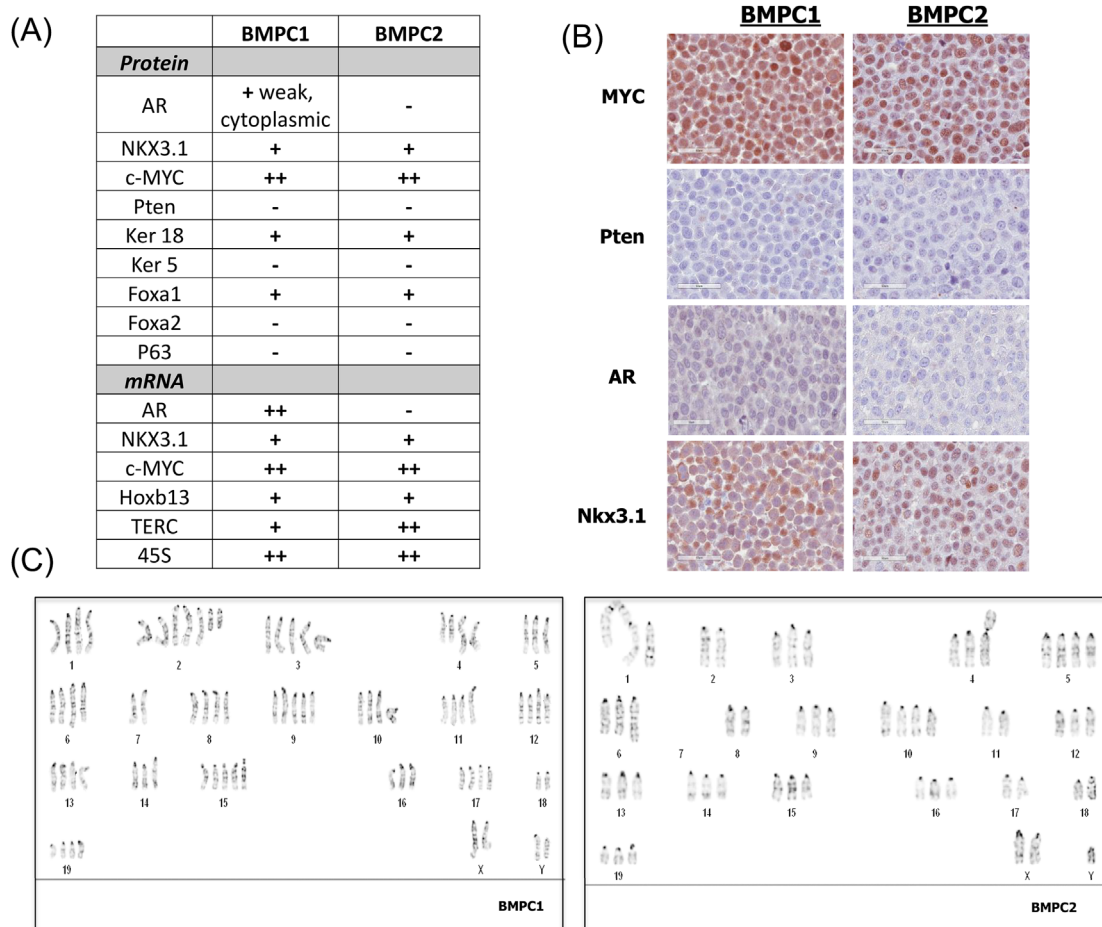 (A)
BMPC1 BMPC2
Protein
AR + weak, cytoplasmic -
NKX3.1 + +
c-MYC ++ ++
Pten - -
Ker 18 + +
Ker 5 - -
Foxa1 + +
Foxa2 - -
P63 - -
mRNA
AR ++ -
NKX3.1 + +
c-MYC ++ ++
Hoxb13 + +
TERC + ++
45S ++ ++
(B)
BMPC1 BMPC2
MYC
Pten
AR
Nkx3.1
(C)
1 2 3 4 5
6 7 8 9 10 11 12
13 14 15 16 17 18
19 X Y
BMPC1
1 2 3 4 5
6 7 8 9 10 11 12
13 14 15 16 17 18
19 X Y
BMPC2